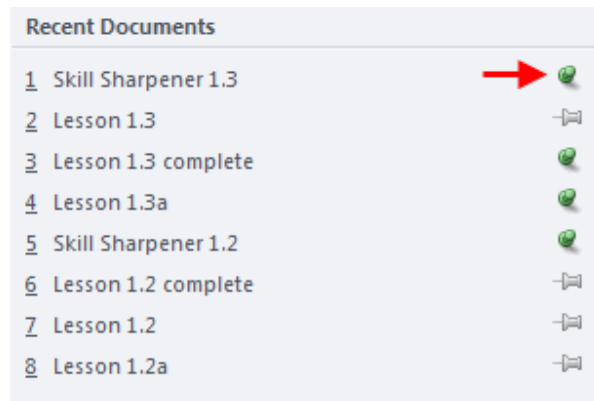 Recent Documents
1 Skill Sharpener 1.3
2 Lesson 1.3
3 Lesson 1.3 complete
4 Lesson 1.3a
5 Skill Sharpener 1.2
6 Lesson 1.2 complete
7 Lesson 1.2
8 Lesson 1.2a